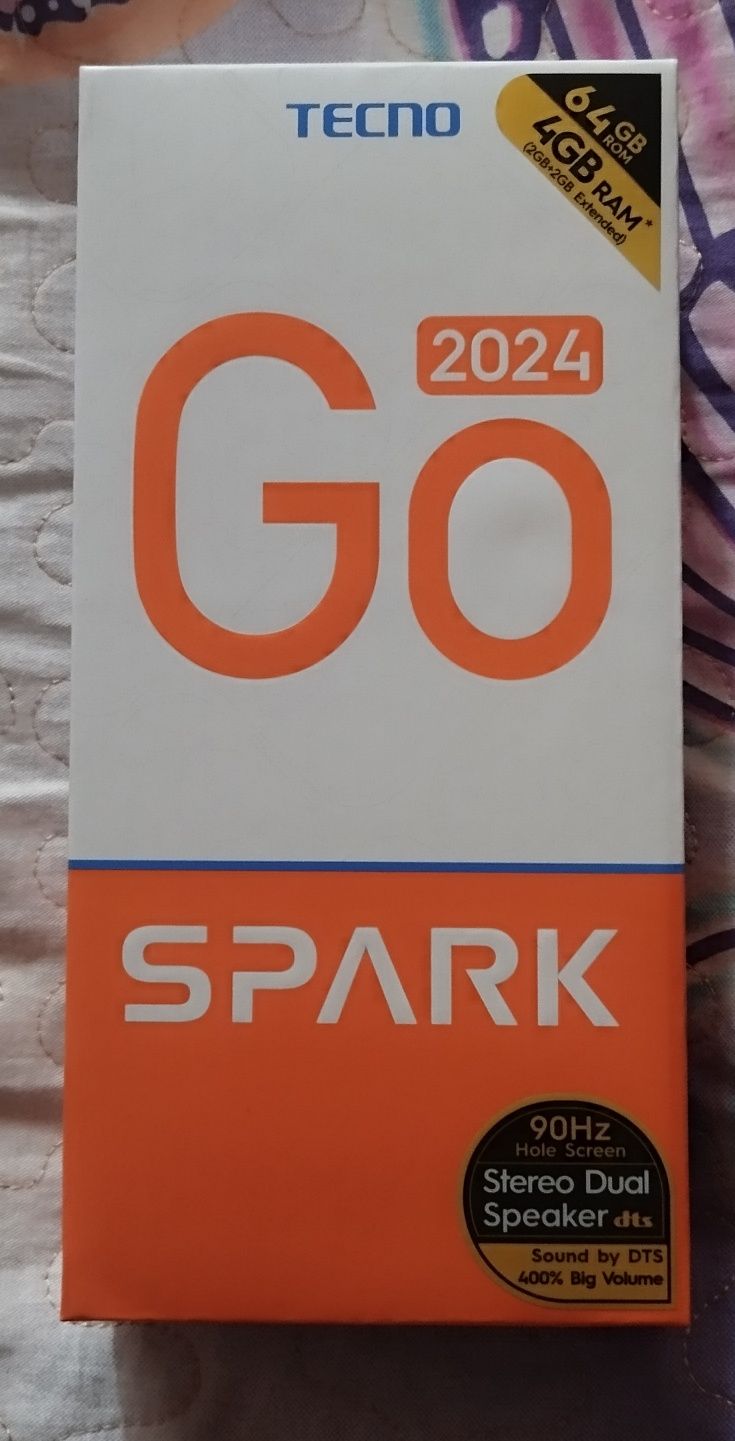 TECNO
64GB ROM
4GB RAM*
(2GB+2GB Extended)
2024
Go
SPARK
90Hz
Hole Screen
Stereo Dual
Speaker dts
Sound by DTS
400% Big Volume